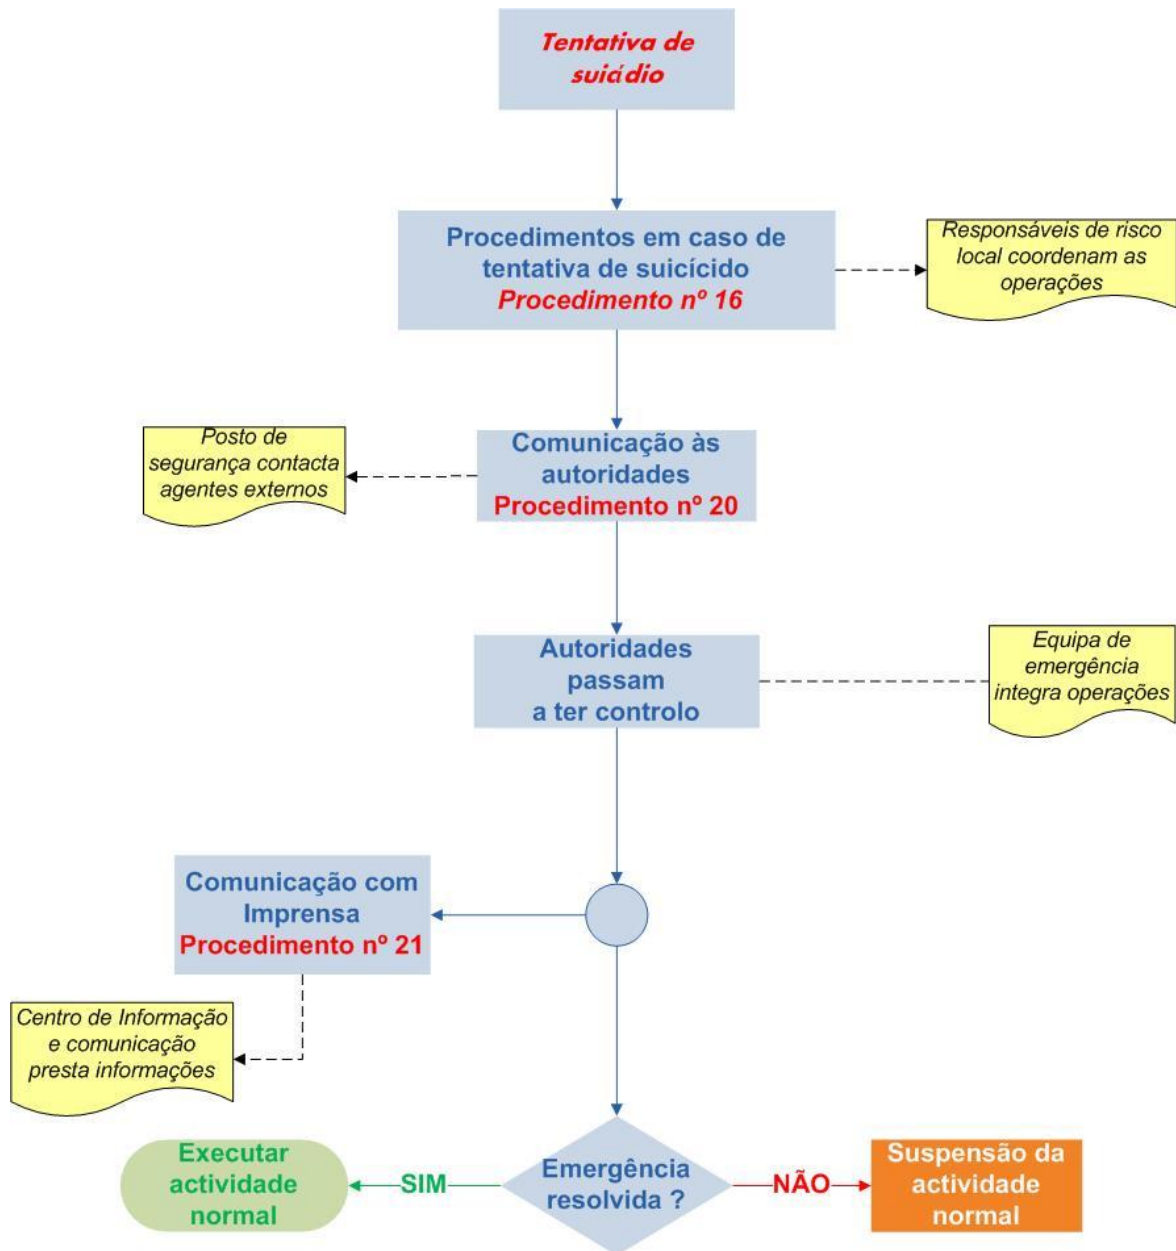 Tentativa de
suicídio
Procedimentos em caso de
tentativa de suicícido
Procedimento nº 16
Responsáveis de risco
local coordenam as
operações
Comunicação às
autoridades
Procedimento nº 20
Posto de
segurança contacta
agentes externos
Autoridades
passam
a ter controlo
Equipa de
emergência
integra operações
Comunicação com
Imprensa
Procedimento nº 21
Centro de Informação
e comunicação
presta informações
Emergência
resolvida ?
SIM
Executar
actividade
normal
NÃO
Suspensão da
actividade
normal